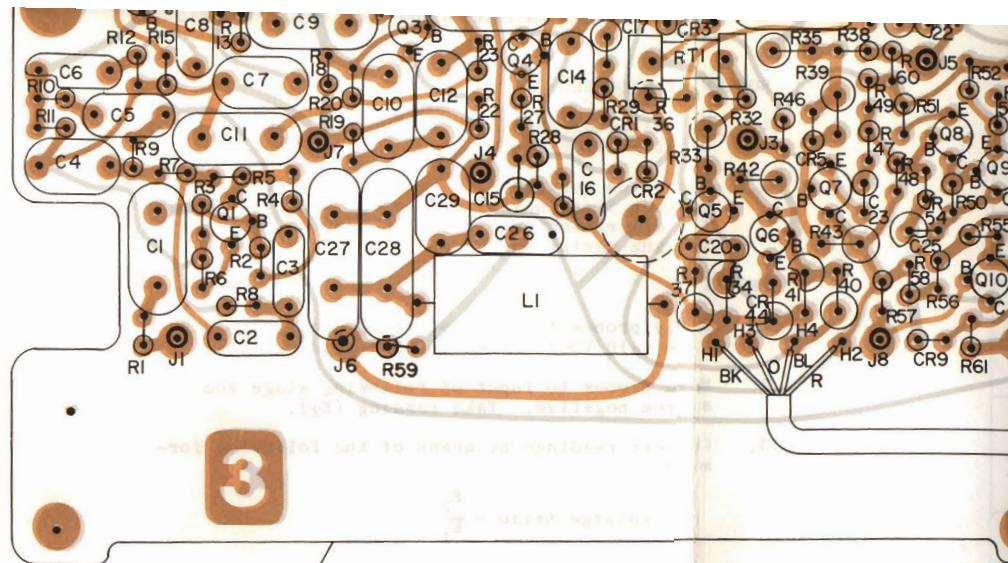 C8 R13 C9 Q3 B E C17 CR3 RT1 R35 R38 J22
R12 B R15 R18 R23 C Q4 B E C14 R39 R60 J5 R52
C6 R10 C7 R20 C10 C12 R22 R27 R29 R36 R46 R49 R51
R11 C5 C11 R19 J7 R28 CR1 R32 J3 R47 E Q8 B
C4 R9 R7 J4 C16 CR2 R33 R42 CR5 E Q7 B R48 C
R3 R5 R4 C29 C15 C Q5 E C C23 R54 R50
C1 Q1 C B E C27 C28 C26 C20 Q6 B E R43 C25
R6 R2 C3 R37 R34 R41 R40 R58 B Q10 C
R8 L1 CR44 R56
C2 H3 H4 R57
R1 J1 J6 R59 H1 H2 J8 CR9 R61
BK O BL R
3